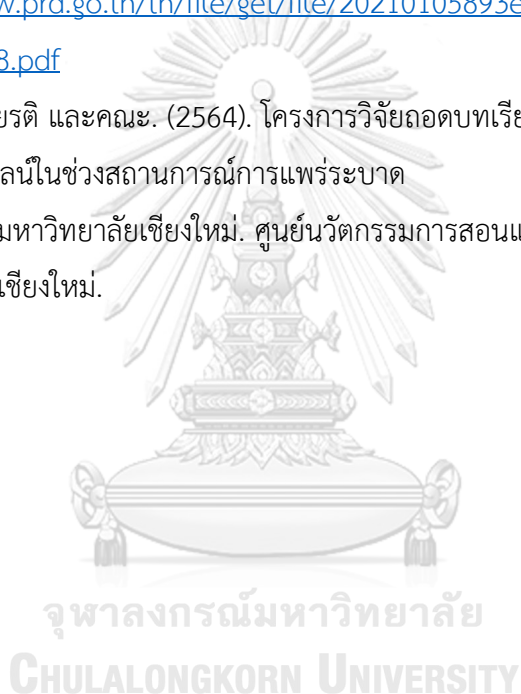 w.prd.go.th/th/file/get/file/20210105893e
3.pdf
ยรติ และคณะ. (2564). โครงการวิจัยถอดบทเรีย
ลน์ในช่วงสถานการณ์การแพร่ระบาด
มหาวิทยาลัยเชียงใหม่. ศูนย์นวัตกรรมการสอนแ
เชียงใหม่.
จุฬาลงกรณ์มหาวิทยาลัย
CHULALONGKORN UNIVERSITY